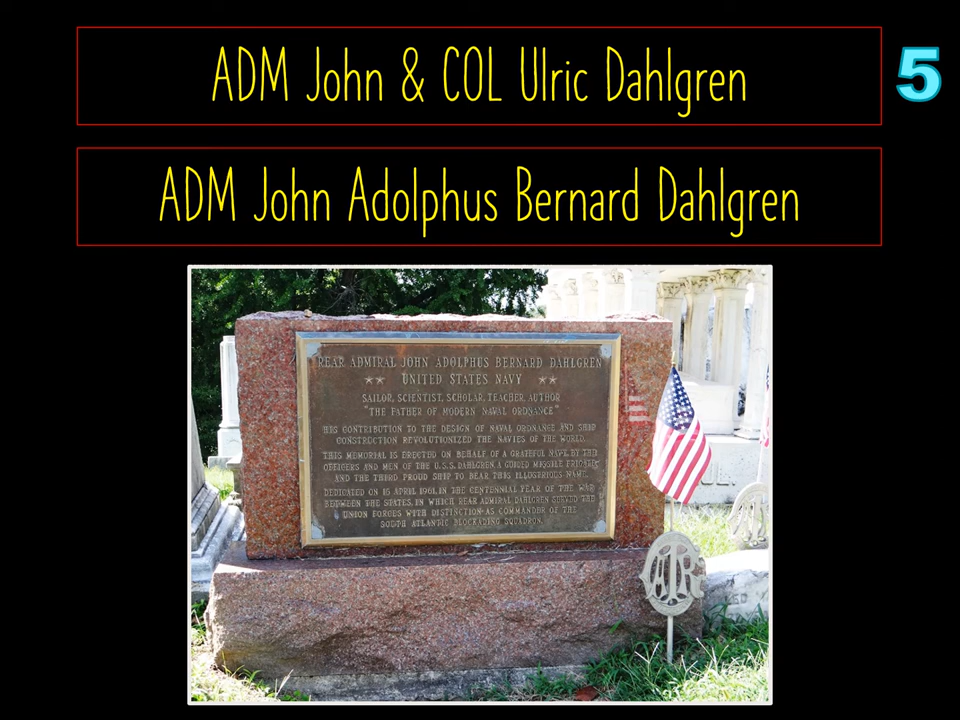 ADM John & COL Ulric Dahlgren
5
ADM John Adolphus Bernard Dahlgren
REAR ADMIRAL JOHN ADOLPHUS BERNARD DAHLGREN
UNITED STATES NAVY
SAILOR, SCIENTIST, SCHOLAR, TEACHER, AUTHOR
"THE FATHER OF MODERN NAVAL ORDNANCE"
HIS CONTRIBUTION TO THE DESIGN OF NAVAL ORDNANCE AND SHIP
CONSTRUCTION REVOLUTIONIZED THE NAVIES OF THE WORLD.
THIS MEMORIAL IS ERECTED ON BEHALF OF A GRATEFUL NAVY BY THE
OFFICERS AND MEN OF THE U.S.S. DAHLGREN, A GUIDED MISSILE FRIGATE
AND THE THIRD PROUD SHIP TO BEAR THIS ILLUSTRIOUS NAME.
DEDICATED ON 16 APRIL 1961, IN THE CENTENNIAL YEAR OF THE WAR
BETWEEN THE STATES, IN WHICH REAR ADMIRAL DAHLGREN SERVED THE
UNION FORCES WITH DISTINCTION AS COMMANDER OF THE
SOUTH ATLANTIC BLOCKADING SQUADRON.